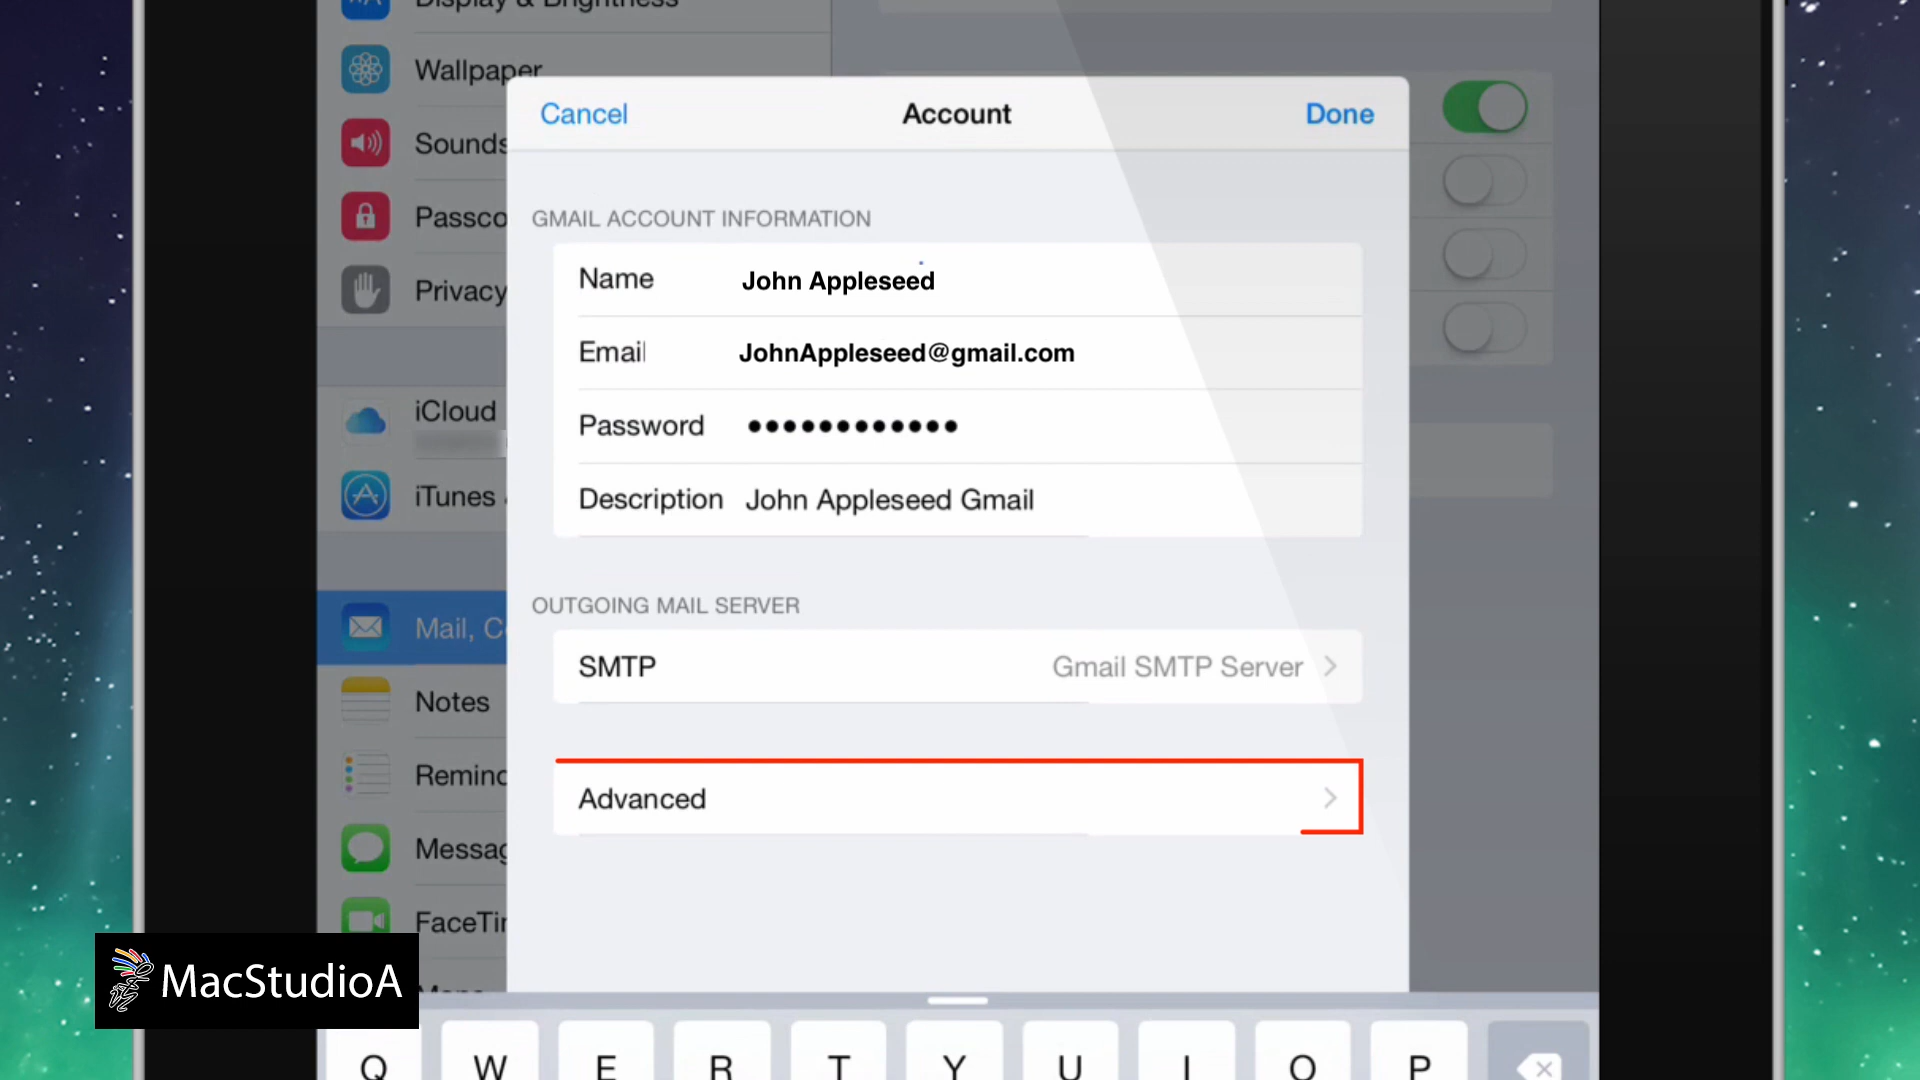 Wallpaper
Cancel
Account
Done
Sounds
GMAIL ACCOUNT INFORMATION
Passco
Name
John Appleseed
Privacy
Email
JohnAppleseed@gmail.com
iCloud
Password
••••••••••••
iTunes
Description
John Appleseed Gmail
OUTGOING MAIL SERVER
Mail, C
SMTP
Gmail SMTP Server
Notes
Remin
Advanced
Messag
FaceTi
MacStudioA
Q W E R T Y U I O P